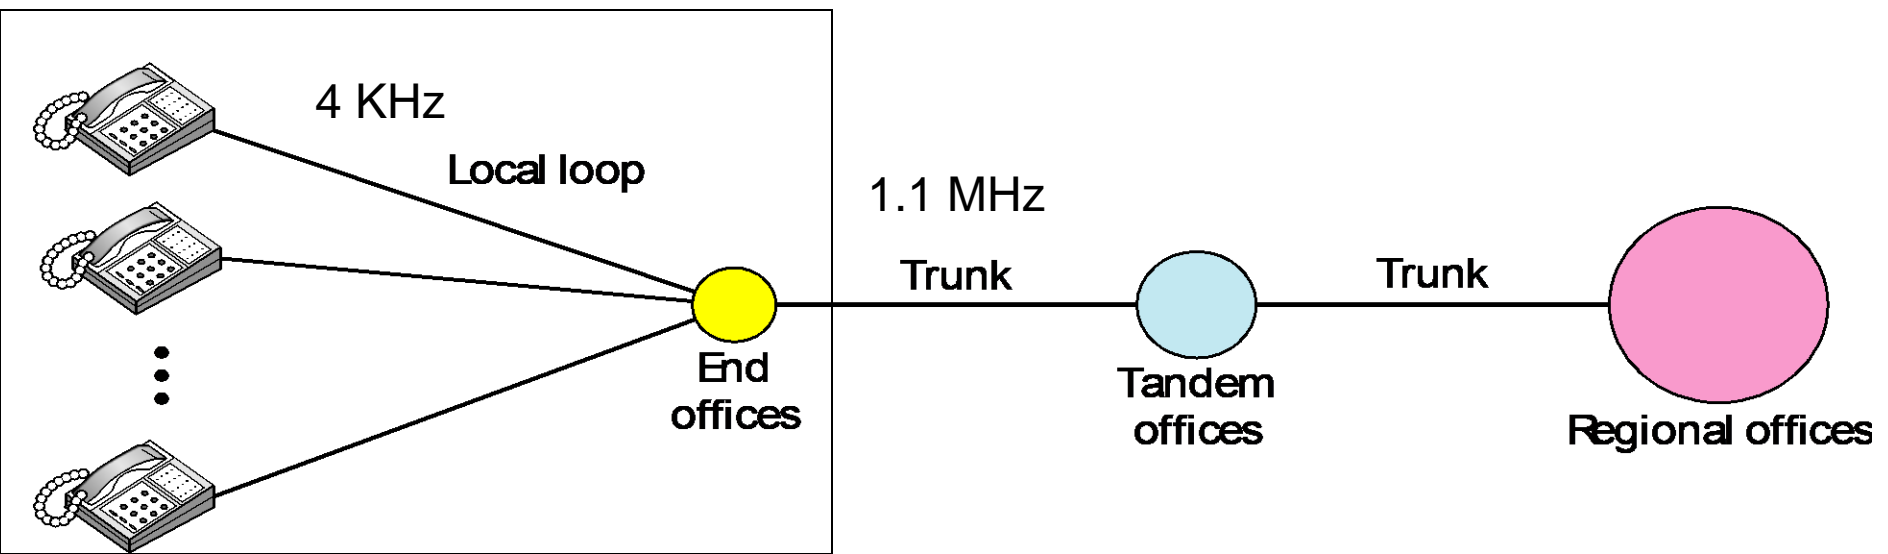 4 KHz
Local loop
1.1 MHz
Trunk
Trunk
End
offices
Tandem
offices
Regional offices